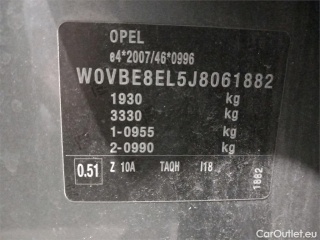 OPEL
e4*2007/46*0996
W0VBE8EL5J8061882
1930 kg
3330 kg
1-0955 kg
2-0990 kg
0.51 Z 10A TAQH I18
1882
CarOutlet.eu